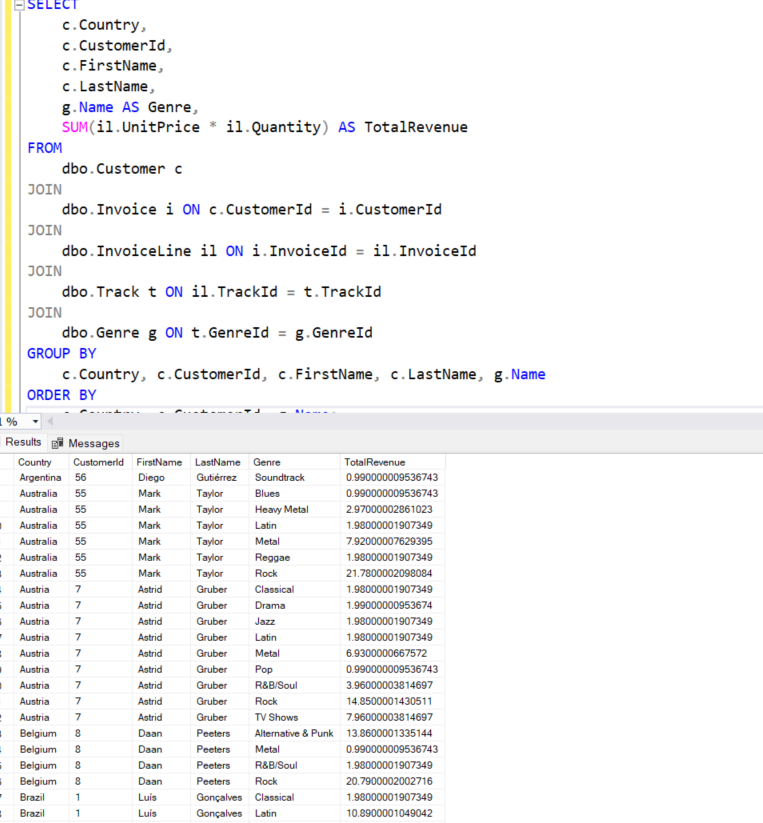 SELECT
c.Country,
c.CustomerId,
c.FirstName,
c.LastName,
g.Name AS Genre,
SUM(il.UnitPrice * il.Quantity) AS TotalRevenue
FROM
dbo.Customer c
JOIN
dbo.Invoice i ON c.CustomerId = i.CustomerId
JOIN
dbo.InvoiceLine il ON i.InvoiceId = il.InvoiceId
JOIN
dbo.Track t ON il.TrackId = t.TrackId
JOIN
dbo.Genre g ON t.GenreId = g.GenreId
GROUP BY
c.Country, c.CustomerId, c.FirstName, c.LastName, g.Name
ORDER BY
c.Country, c.CustomerId, g.Name;
%
Results Messages
Country CustomerId FirstName LastName Genre TotalRevenue
Argentina 56 Diego Gutiérrez Soundtrack 0.990000009536743
Australia 55 Mark Taylor Blues 0.990000009536743
Australia 55 Mark Taylor Heavy Metal 2.97000002861023
Australia 55 Mark Taylor Latin 1.98000001907349
Australia 55 Mark Taylor Metal 7.92000007629395
Australia 55 Mark Taylor Reggae 1.98000001907349
Australia 55 Mark Taylor Rock 21.7800002098084
Austria 7 Astrid Gruber Classical 1.98000001907349
Austria 7 Astrid Gruber Drama 1.99000000953674
Austria 7 Astrid Gruber Jazz 1.98000001907349
Austria 7 Astrid Gruber Latin 1.98000001907349
Austria 7 Astrid Gruber Metal 6.9300000667572
Austria 7 Astrid Gruber Pop 0.990000009536743
Austria 7 Astrid Gruber R&B/Soul 3.96000003814697
Austria 7 Astrid Gruber Rock 14.8500001430511
Austria 7 Astrid Gruber TV Shows 7.96000003814697
Belgium 8 Daan Peeters Alternative & Punk 13.8600001335144
Belgium 8 Daan Peeters Metal 0.990000009536743
Belgium 8 Daan Peeters R&B/Soul 1.98000001907349
Belgium 8 Daan Peeters Rock 20.7900002002716
Brazil 1 Luís Gonçalves Classical 1.98000001907349
Brazil 1 Luís Gonçalves Latin 10.8900001049042